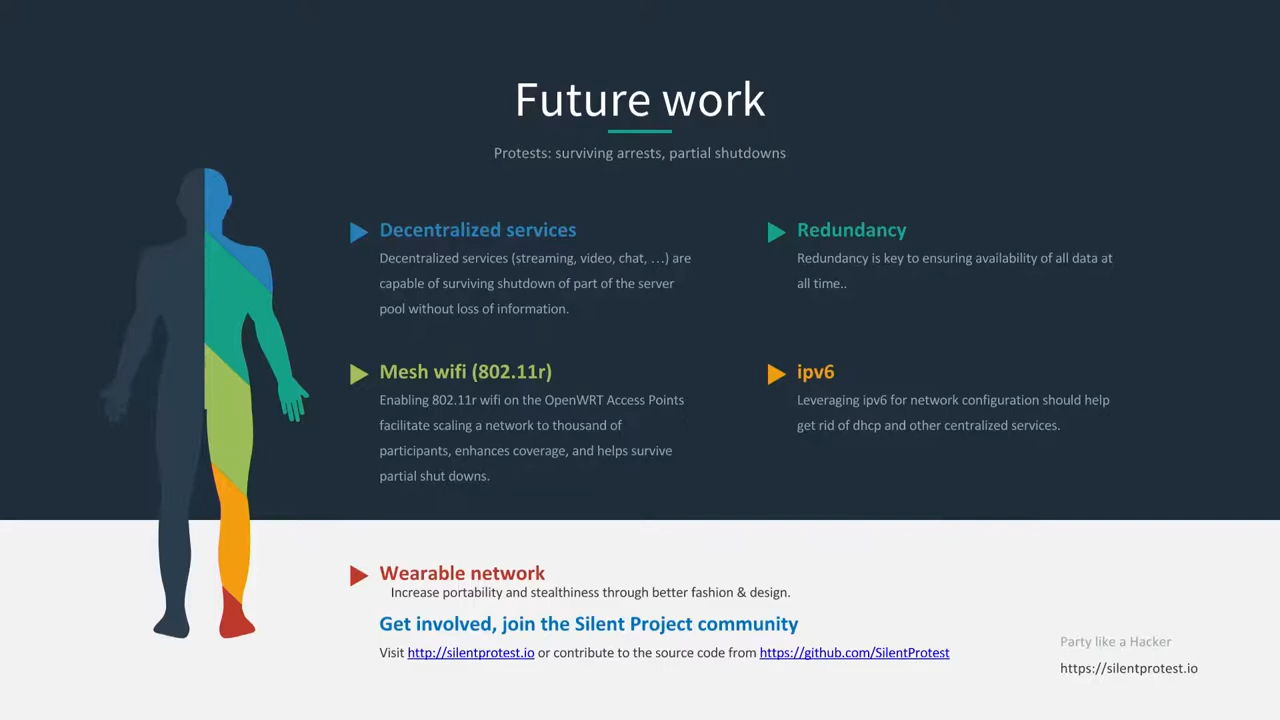 Future work
Protests: surviving arrests, partial shutdowns
Decentralized services
Decentralized services (streaming, video, chat, …) are
capable of surviving shutdown of part of the server
pool without loss of information.
Redundancy
Redundancy is key to ensuring availability of all data at
all time..
Mesh wifi (802.11r)
Enabling 802.11r wifi on the OpenWRT Access Points
facilitate scaling a network to thousand of
participants, enhances coverage, and helps survive
partial shut downs.
ipv6
Leveraging ipv6 for network configuration should help
get rid of dhcp and other centralized services.
Wearable network
Increase portability and stealthiness through better fashion & design.
Get involved, join the Silent Project community
Visit http://silentprotest.io or contribute to the source code from https://github.com/SilentProtest
Party like a Hacker
https://silentprotest.io